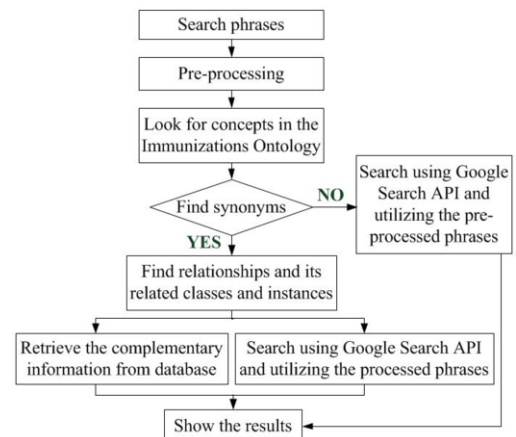 Search phrases
Pre-processing
Look for concepts in the
Immunizations Ontology
Find synonyms
NO
Search using Google
Search API and
utilizing the pre-
processed phrases
YES
Find relationships and its
related classes and instances
Retrieve the complementary
information from database
Search using Google Search API
and utilizing the processed phrases
Show the results